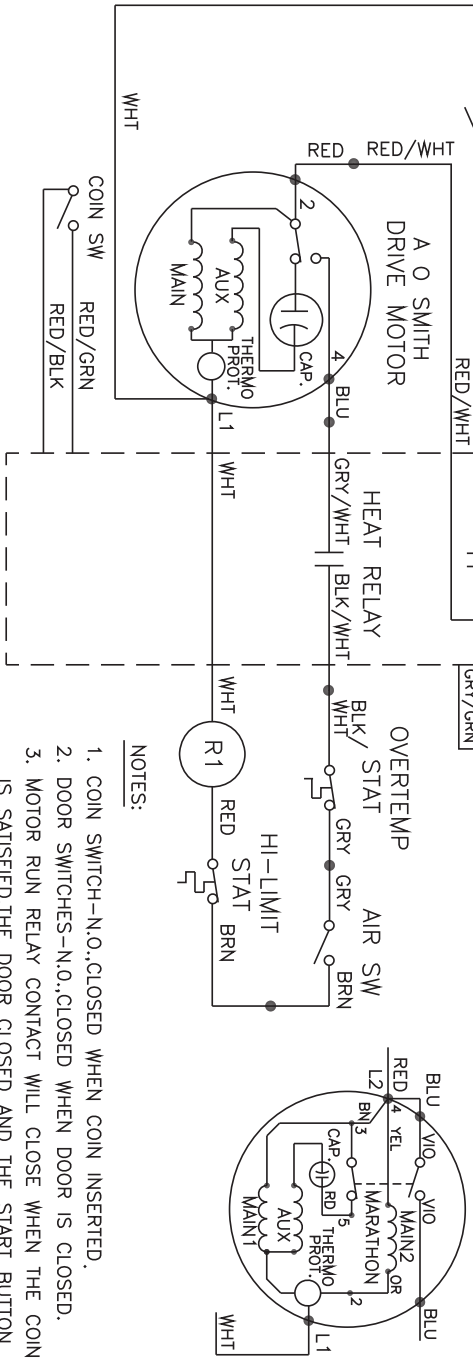 RED
RED/WHT
WHT
A O SMITH
DRIVE MOTOR
RED/WHT
2
CAP.
4
BLU
AUX
MAIN
THERMO
PROT.
L1
COIN SW
RED/GRN
RED/BLK
WHT
GRY/WHT
HEAT RELAY
BLK/WHT
GRY/GRN
WHT
R1
RED
HI-LIMIT
STAT
BRN
BLK/
WHT
OVERTEMP
STAT
GRY
GRY
AIR SW
BRN
NOTES:
1. COIN SWITCH-N.O.,CLOSED WHEN COIN INSERTED.
2. DOOR SWITCHES-N.O.,CLOSED WHEN DOOR IS CLOSED.
3. MOTOR RUN RELAY CONTACT WILL CLOSE WHEN THE COIN
IS SATISFIED,THE DOOR CLOSED AND THE START BUTTON
BLU
RED
L2
4
VIO
VIO
YEL
BN
3
MAIN2
MARATHON
OR
CAP.
RD
5
AUX
MAIN1
THERMO
PROT.
2
BLU
L1
WHT